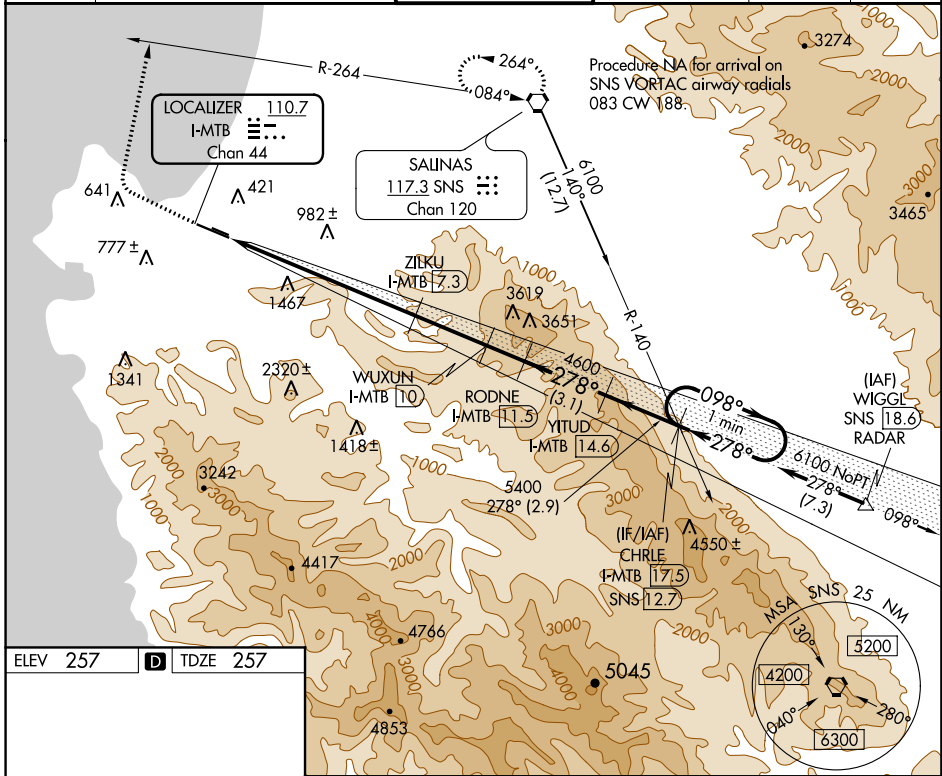 R-264
264°
084°
Procedure NA for arrival on
SNS VORTAC airway radials
083 CW 188.
1000
3274
2000
3000
3465
1000
2000
LOCALIZER 110.7
I-MTB
Chan 44
SALINAS
117.3 SNS
Chan 120
6100
140°
(12.7)
R-140
641
421
982 ±
777 ±
1467
ZILKU
I-MTB 7.3
3619
3651
1000
1341
2320 ±
WUXUN
I-MTB 10
1418 ±
RODNE
I-MTB 11.5
4600
278°
(3.1)
YITUD
I-MTB 14.6
098°
1 min
278°
(IAF)
WIGGL
SNS 18.6
RADAR
6100 NoPT
278°
(7.3)
098°
5400
278° (2.9)
3242
2000
3000
1000
1000
2000
4417
2000
3000
2000
(IF/IAF)
CHRLE
I-MTB 17.5
SNS 12.7
4550 ±
4000
3000
4766
3000
4000
5045
2000
4853
MSA SNS 25 NM
130°
5200
4200
040°
280°
6300
ELEV 257
D
TDZE 257